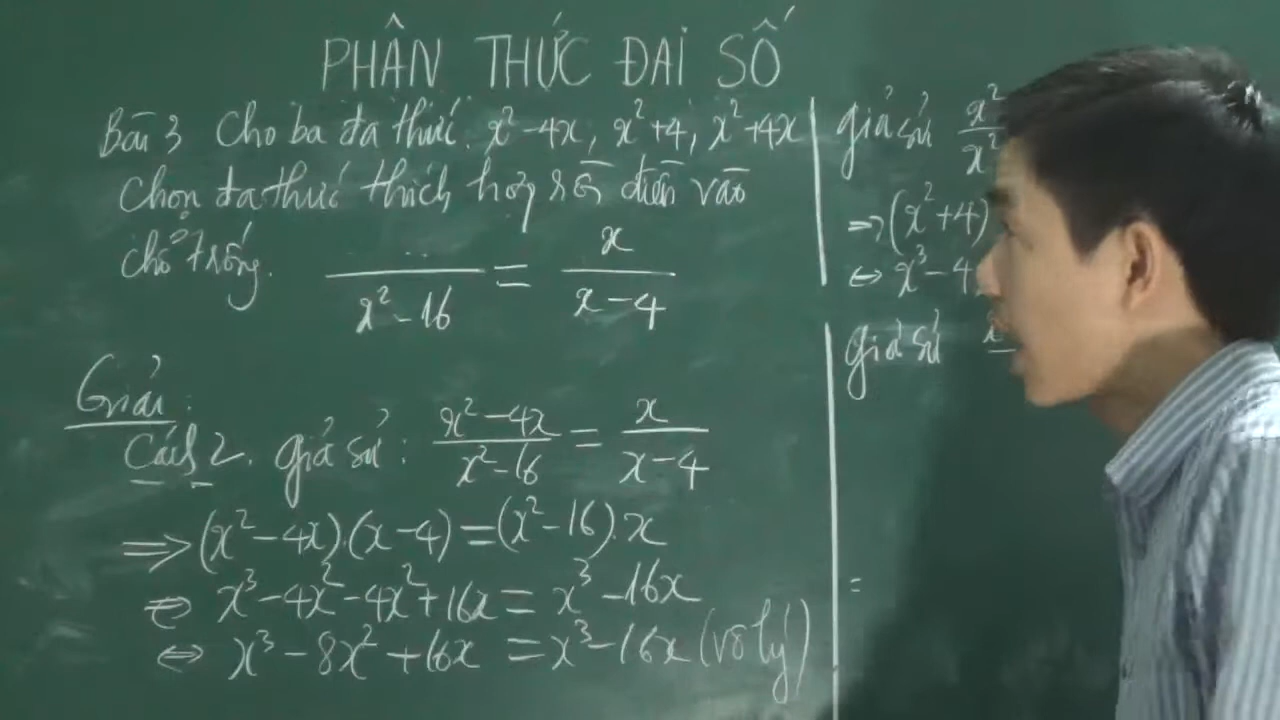 PHÂN THỨC ĐAI SỐ
Bài 3 Cho ba đa thức: x² - 4x, x² + 4, x² + 4x
Chọn đa thức thích hợp rồi điền vào
chổ trống. .../(x² - 16) = x/(x - 4)
Giải:
Cách 2. giả sử: (x² - 4x)/(x² - 16) = x/(x - 4)
=> (x² - 4x).(x - 4) = (x² - 16).x
⇔ x³ - 4x² - 4x² + 16x = x³ - 16x
⇔ x³ - 8x² + 16x = x³ - 16x (vô lý)
giả sử x²/x²
=> (x² + 4)
⇔ x³ - 4
giả sử
=